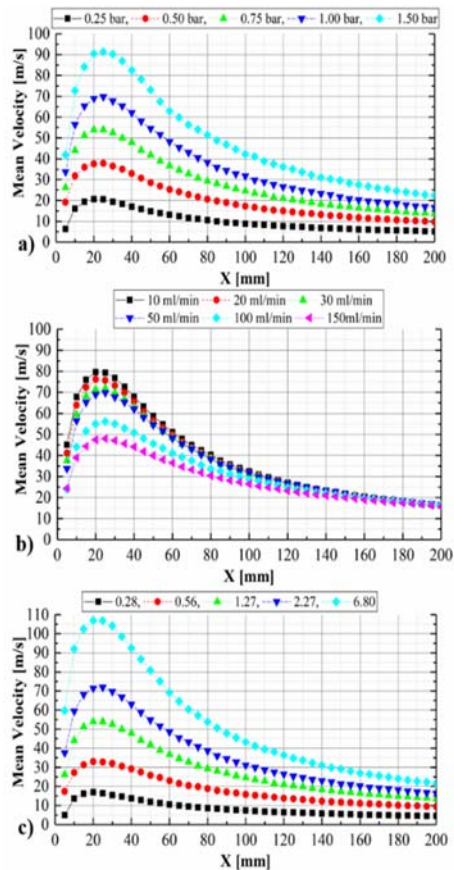 0.25 bar, 0.50 bar, 0.75 bar, 1.00 bar, 1.50 bar
Mean Velocity [m/s]
100
90
80
70
60
50
40
30
20
10
0
0 20 40 60 80 100 120 140 160 180 200
X [mm]
a)
10 ml/min 20 ml/min 30 ml/min
50 ml/min 100 ml/min 150ml/min
Mean Velocity [m/s]
100
90
80
70
60
50
40
30
20
10
0
0 20 40 60 80 100 120 140 160 180 200
X [mm]
b)
0.28, 0.56, 1.27, 2.27, 6.80
Mean Velocity [m/s]
110
100
90
80
70
60
50
40
30
20
10
0
0 20 40 60 80 100 120 140 160 180 200
X [mm]
c)